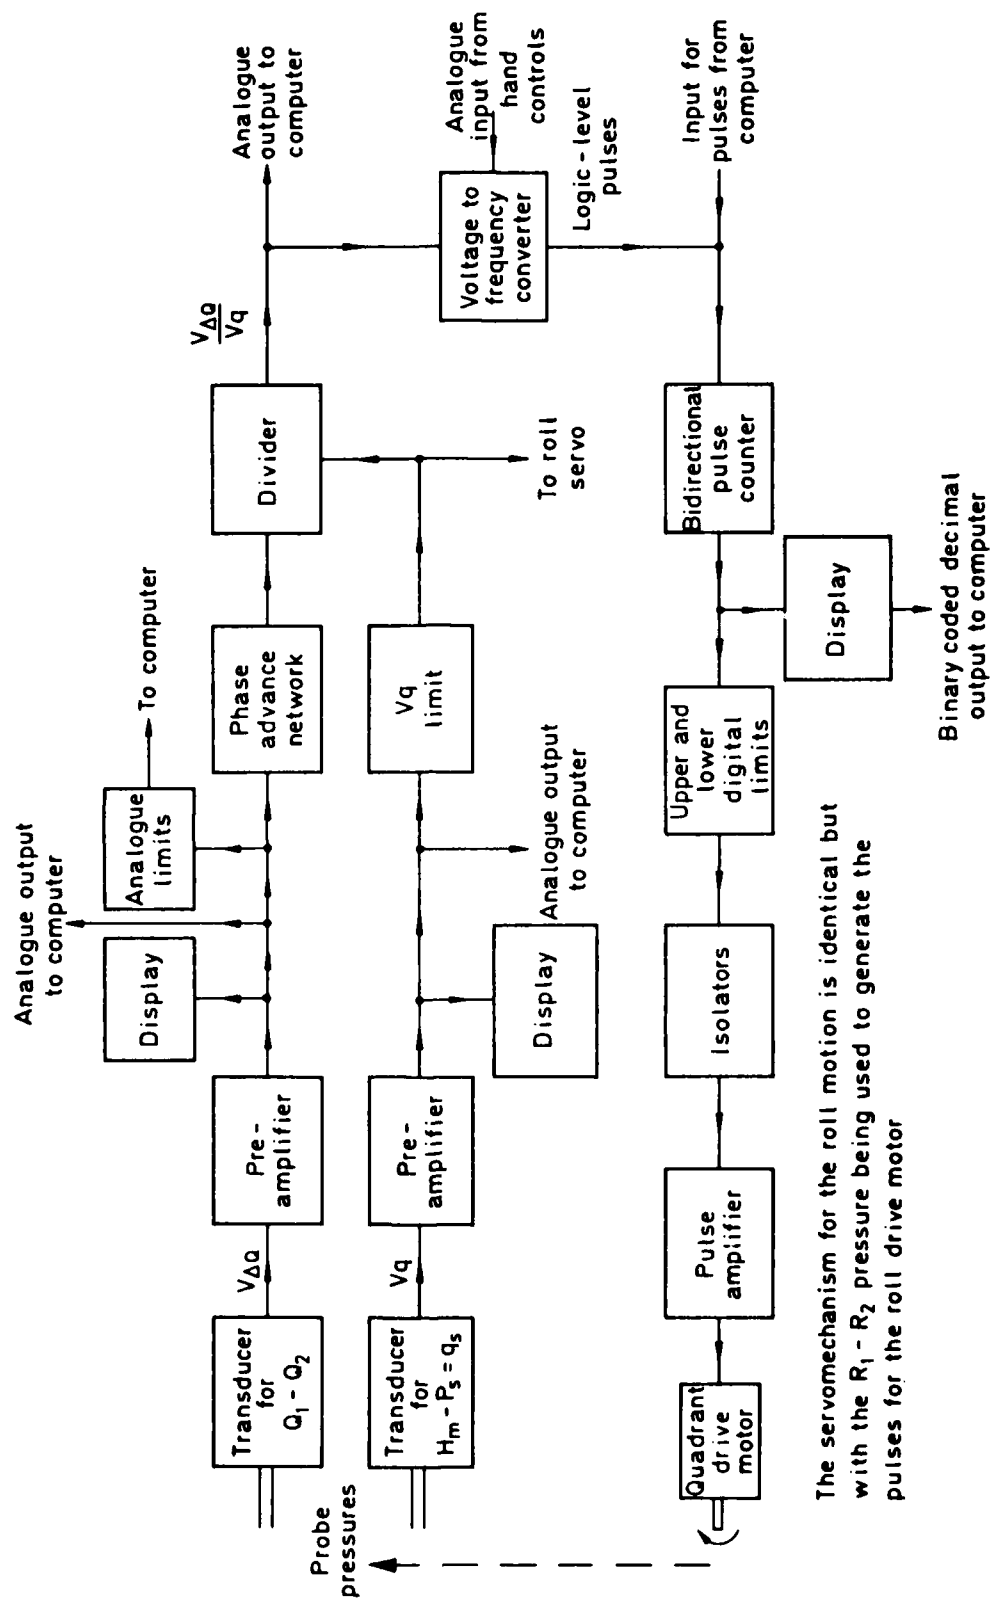 Probe
pressures
Transducer
for
Q₁ – Q₂
VΔQ
Pre-
amplifier
Display
Analogue output
to computer
Analogue
limits
To computer
Phase
advance
network
Divider
VΔQ
Vq
Analogue
output to
computer
Transducer
for
Hm – Ps = qs
Vq
Pre-
amplifier
Display
Analogue output
to computer
Vq
limit
To roll
servo
Voltage to
frequency
converter
Analogue
input from
hand
controls
Logic-level
pulses
Input for
pulses from
computer
Quadrant
drive
motor
Pulse
amplifier
Isolators
Upper and
lower
digital
limits
Bidirectional
pulse
counter
Display
Binary coded decimal
output to computer
The servomechanism for the roll motion is identical but
with the R₁ – R₂ pressure being used to generate the
pulses for the roll drive motor